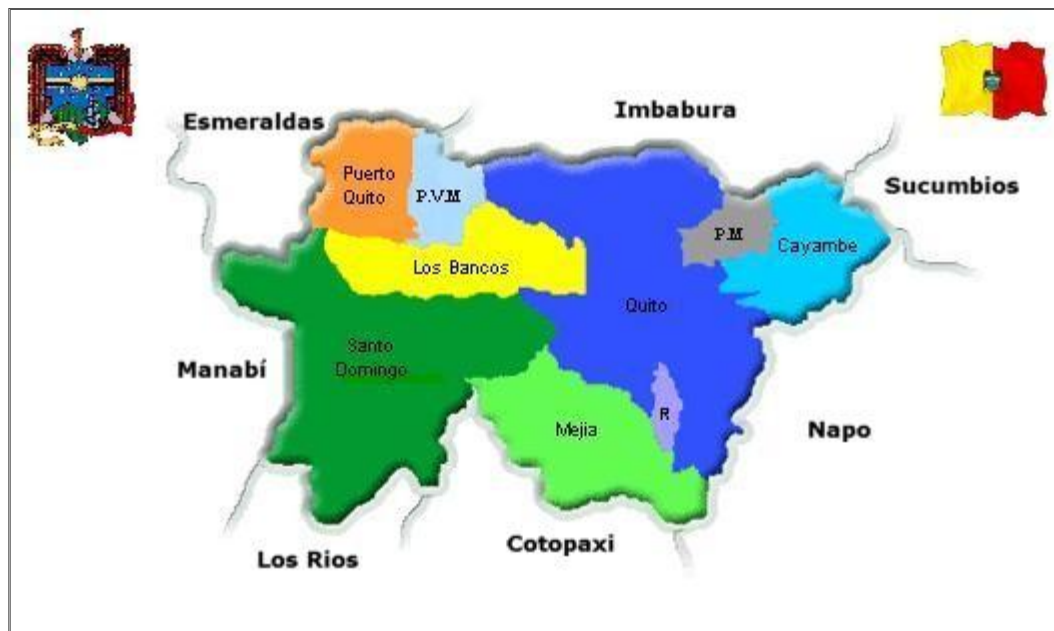 Esmeraldas
Imbabura
Sucumbios
Puerto
Quito
P.V.M
P.M
Cayambe
Los Bancos
Quito
Santo
Domingo
Manabí
R
Mejia
Napo
Cotopaxi
Los Rios